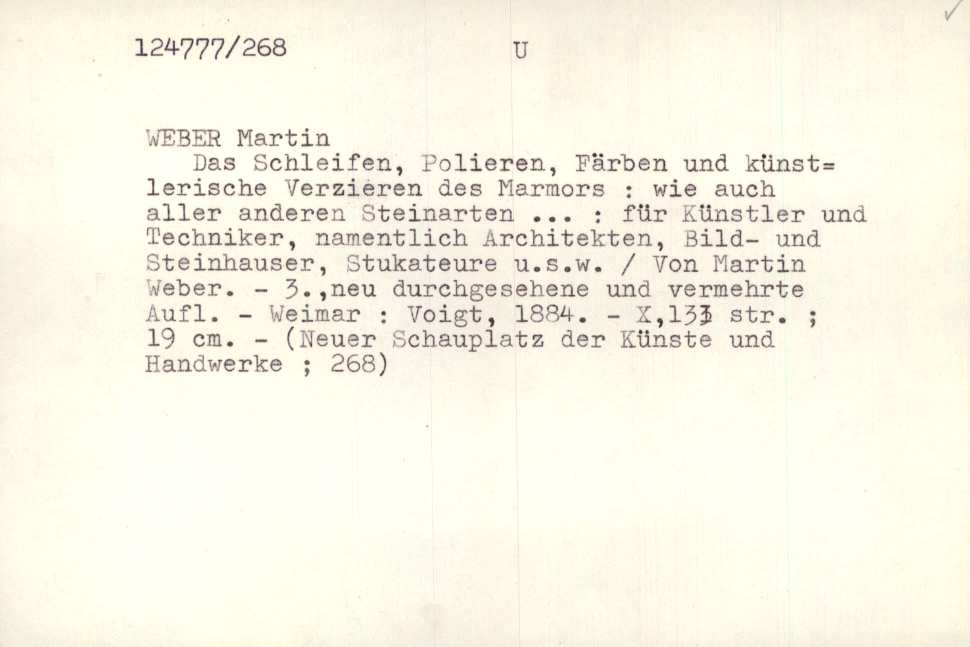 124777/268 U
WEBER Martin
Das Schleifen, Polieren, Färben und künst=
lerische Verzieren des Marmors : wie auch
aller anderen Steinarten ... : für Künstler und
Techniker, namentlich Architekten, Bild- und
Steinhauser, Stukateure u.s.w. / Von Martin
Weber. - 3.,neu durchgesehene und vermehrte
Aufl. - Weimar : Voigt, 1884. - X, str. ;
19 cm. - (Neuer Schauplatz der Künste und
Handwerke ; 268)